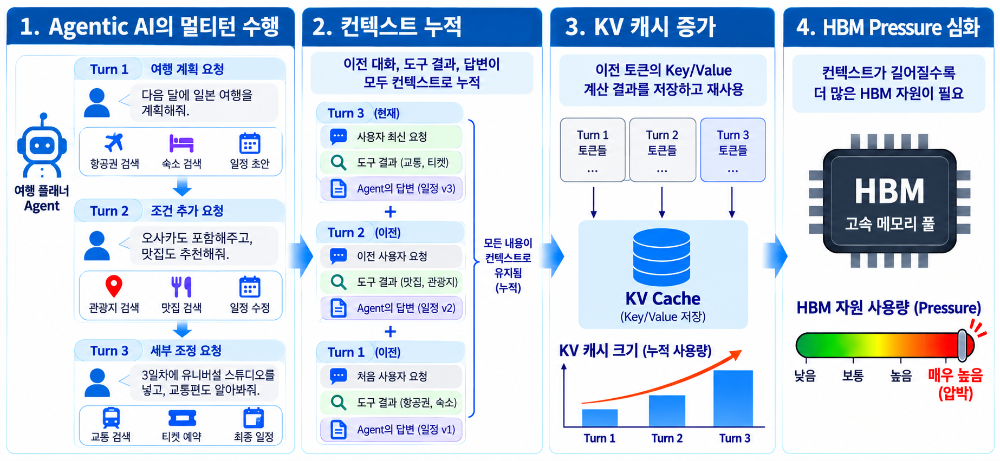 1. Agentic AI의 멀티턴 수행
여행 플래너
Agent
Turn 1 여행 계획 요청
다음 달에 일본 여행을
계획해줘.
항공권 검색 숙소 검색 일정 초안
Turn 2 조건 추가 요청
오사카도 포함해주고,
맛집도 추천해줘.
관광지 검색 맛집 검색 일정 수정
Turn 3 세부 조정 요청
3일차에 유니버설 스튜디오를
넣고, 교통편도 알아봐줘.
교통 검색 티켓 예약 최종 일정
2. 컨텍스트 누적
이전 대화, 도구 결과, 답변이
모두 컨텍스트로 누적
Turn 3 (현재)
사용자 최신 요청
도구 결과 (교통, 티켓)
Agent의 답변 (일정 v3)
+
Turn 2 (이전)
이전 사용자 요청
도구 결과 (맛집, 관광지)
Agent의 답변 (일정 v2)
+
Turn 1 (이전)
처음 사용자 요청
도구 결과 (항공권, 숙소)
Agent의 답변 (일정 v1)
모든 내용이
컨텍스트로
유지됨
(누적)
3. KV 캐시 증가
이전 토큰의 Key/Value
계산 결과를 저장하고 재사용
Turn 1
토큰들
...
Turn 2
토큰들
...
Turn 3
토큰들
...
KV Cache
(Key/Value 저장)
KV 캐시 크기 (누적 사용량)
Turn 1 Turn 2 Turn 3
4. HBM Pressure 심화
컨텍스트가 길어질수록
더 많은 HBM 자원이 필요
HBM
고속 메모리 풀
HBM 자원 사용량 (Pressure)
낮음 보통 높음 매우 높음
(압박)